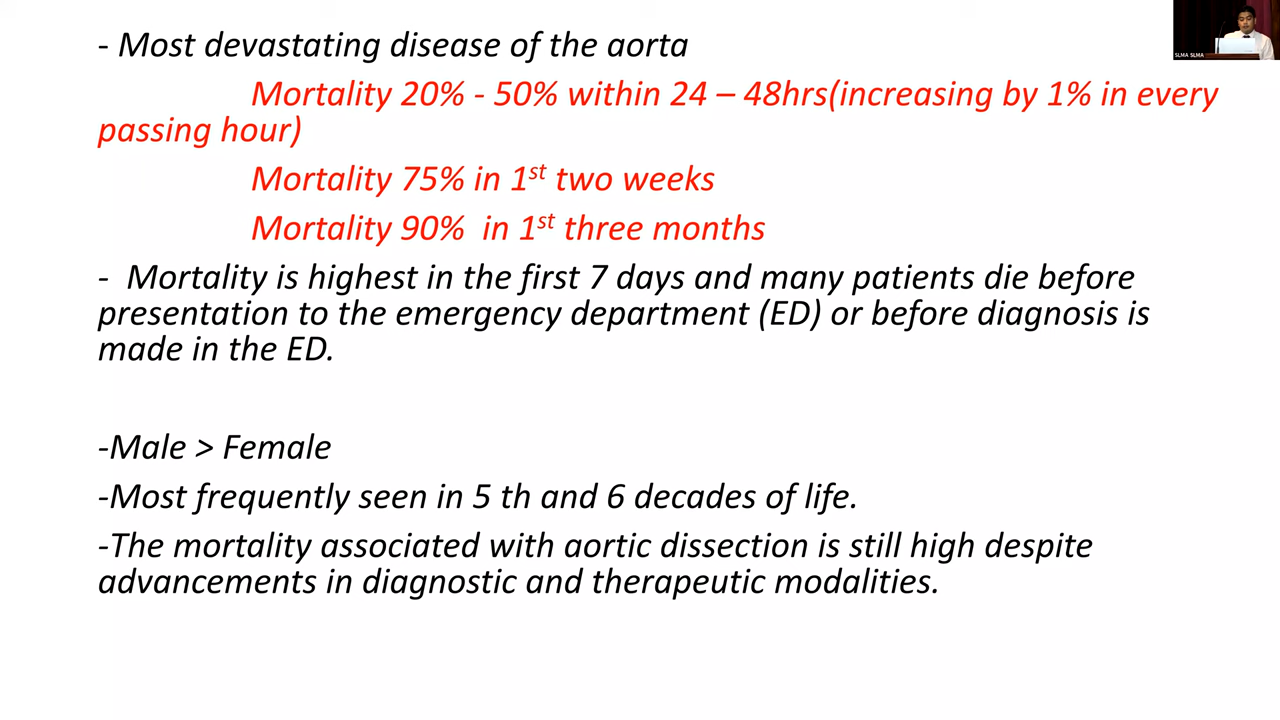 - Most devastating disease of the aorta
Mortality 20% - 50% within 24 – 48hrs(increasing by 1% in every
passing hour)
Mortality 75% in 1st two weeks
Mortality 90%  in 1st three months
-  Mortality is highest in the first 7 days and many patients die before
presentation to the emergency department (ED) or before diagnosis is
made in the ED.
-Male > Female
-Most frequently seen in 5 th and 6 decades of life.
-The mortality associated with aortic dissection is still high despite
advancements in diagnostic and therapeutic modalities.
SLMA SLMA